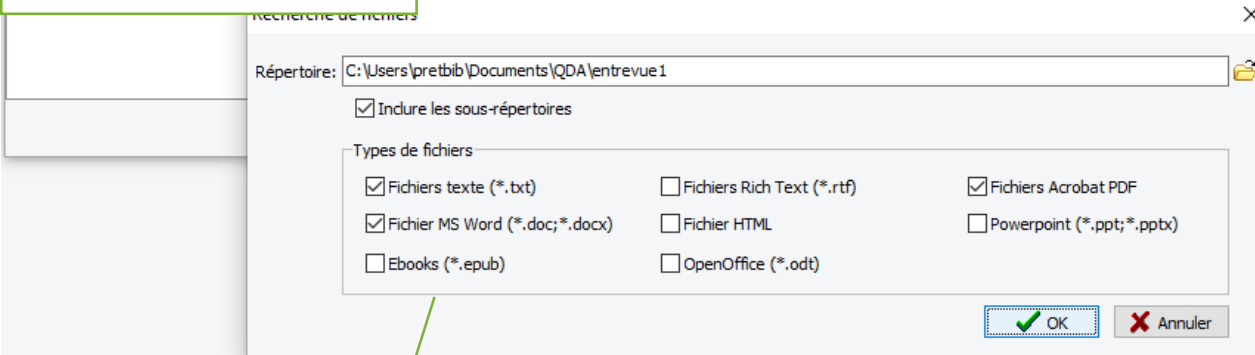 Recherche de fichiers
Répertoire: C:\Users\pretbib\Documents\QDA\entrevue1
Inclure les sous-répertoires
Types de fichiers
Fichiers texte (*.txt) Fichiers Rich Text (*.rtf) Fichiers Acrobat PDF
Fichier MS Word (*.doc;*.docx) Fichier HTML Powerpoint (*.ppt;*.pptx)
Ebooks (*.epub) OpenOffice (*.odt)
OK Annuler